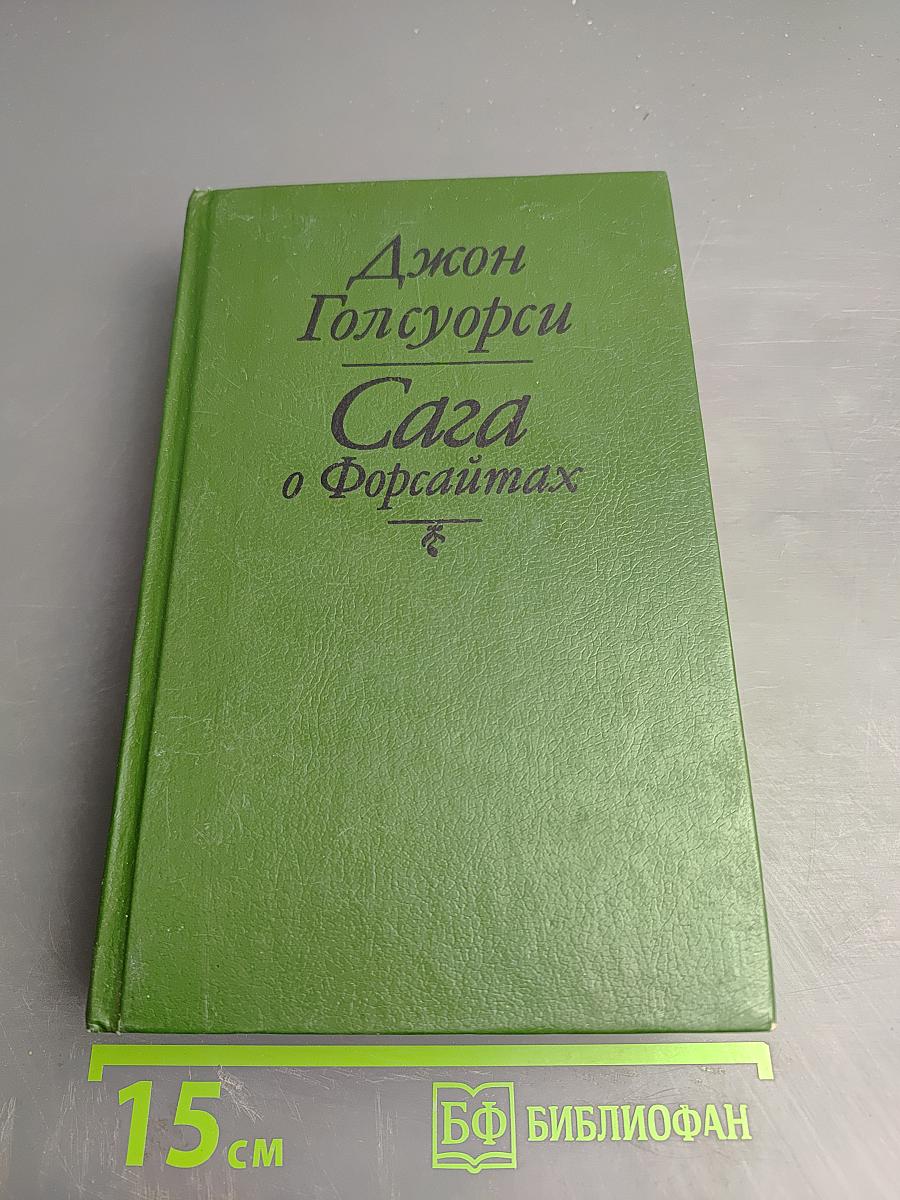 Джон
Голсуорси
Сага
о Форсайтах
15 см
БФ БИБЛИОФАН